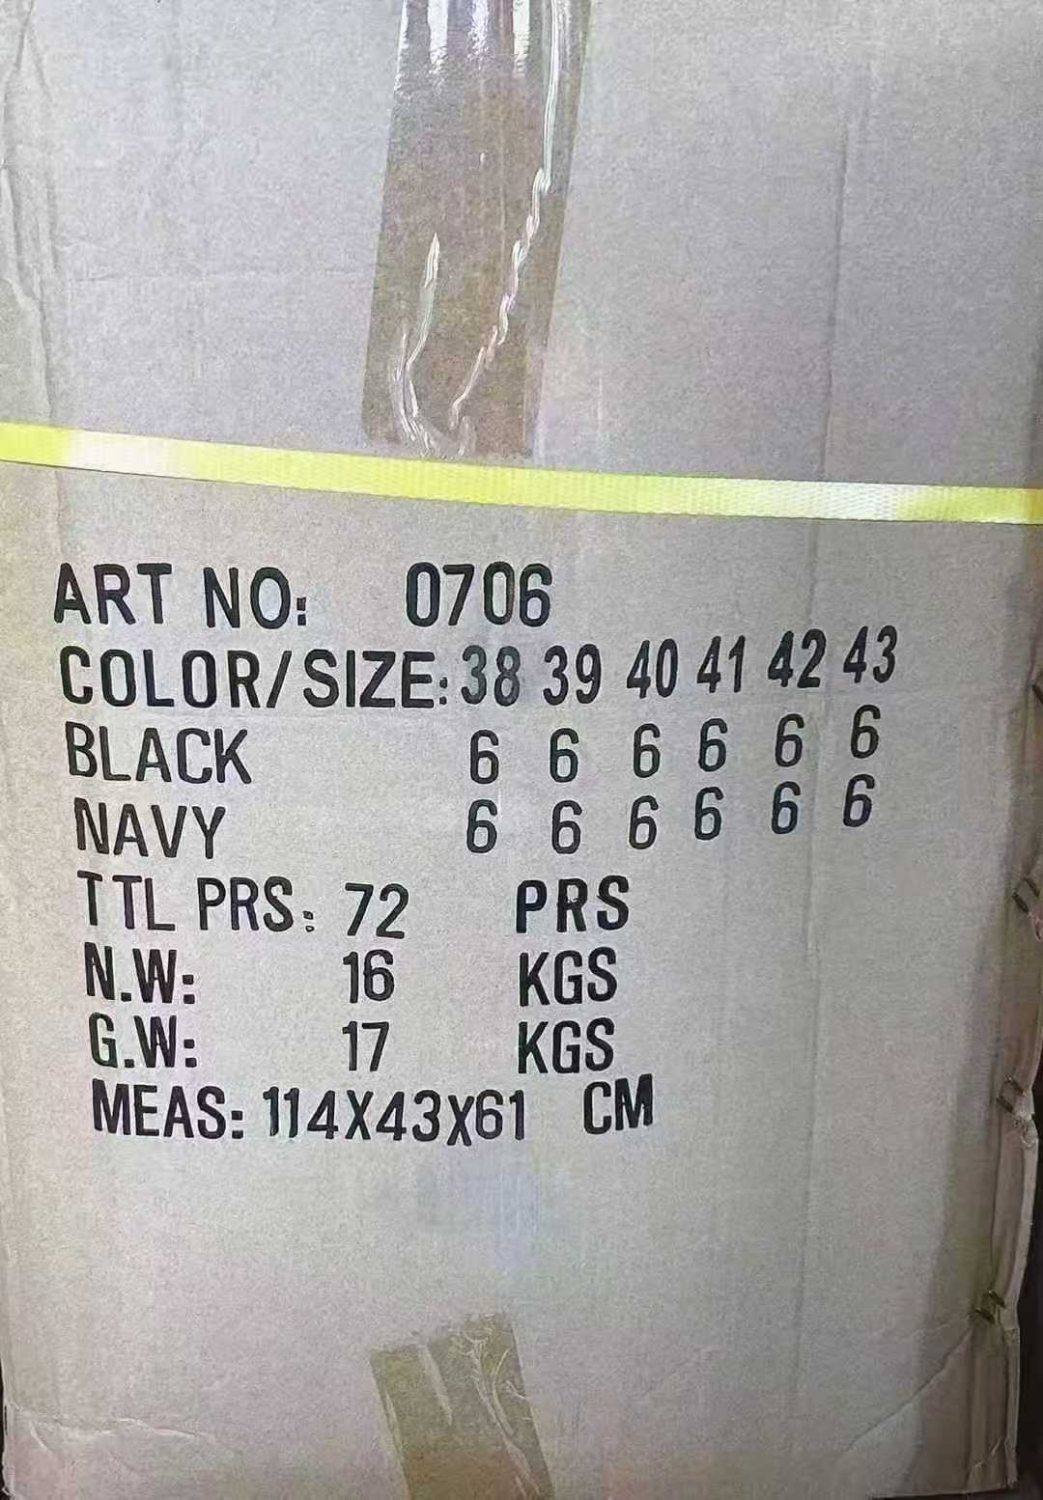 ART NO: 0706
COLOR/SIZE: 38 39 40 41 42 43
BLACK 6 6 6 6 6 6
NAVY 6 6 6 6 6 6
TTL PRS: 72 PRS
N.W: 16 KGS
G.W: 17 KGS
MEAS: 114X43X61 CM